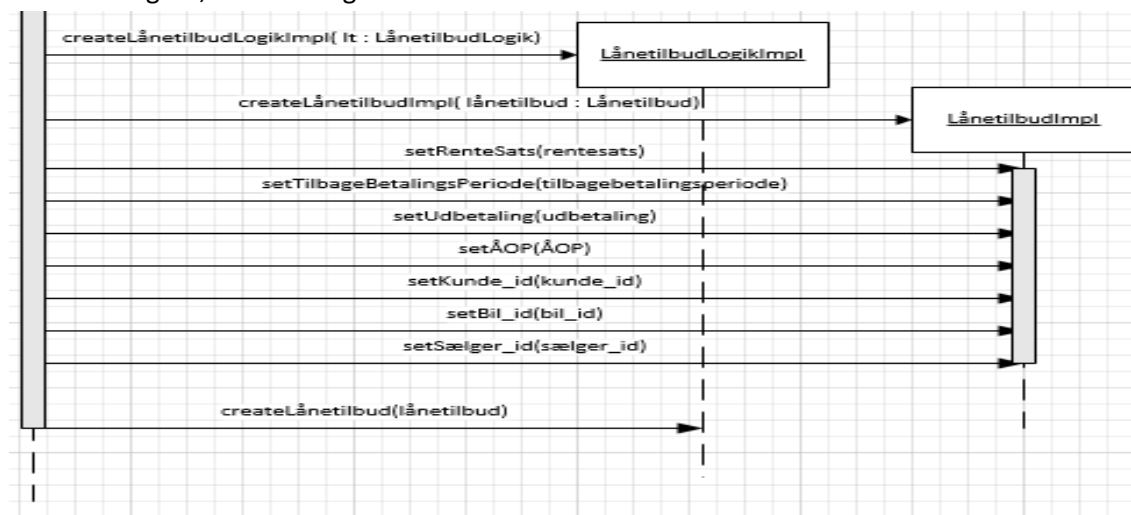 createLånetilbudLogikImpl( lt : LånetilbudLogik)
LånetilbudLogikImpl
createLånetilbudImpl( lånetilbud : Lånetilbud)
LånetilbudImpl
setRenteSats(rentesats)
setTilbageBetalingsPeriode(tilbagebetalingsperiode)
setUdbetaling(udbetaling)
setÅOP(ÅOP)
setKunde_id(kunde_id)
setBil_id(bil_id)
setSælger_id(sælger_id)
createLånetilbud(lånetilbud)